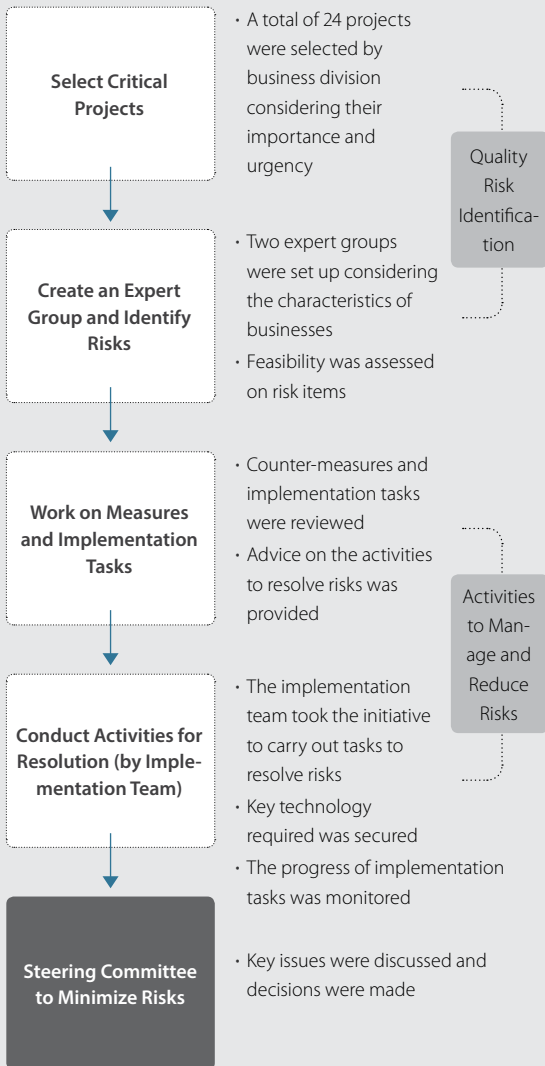 Select Critical
Projects
· A total of 24 projects
were selected by
business division
considering their
importance and
urgency
Quality
Risk
Identifica-
tion
Create an Expert
Group and Identify
Risks
· Two expert groups
were set up considering
the characteristics of
businesses
· Feasibility was assessed
on risk items
Work on Measures
and Implementation
Tasks
· Counter-measures and
implementation tasks
were reviewed
· Advice on the activities
to resolve risks was
provided
Activities
to Man-
age and
Reduce
Risks
Conduct Activities for
Resolution (by Imple-
mentation Team)
· The implementation
team took the initiative
to carry out tasks to
resolve risks
· Key technology
required was secured
· The progress of implementation
tasks was monitored
Steering Committee
to Minimize Risks
· Key issues were discussed and
decisions were made